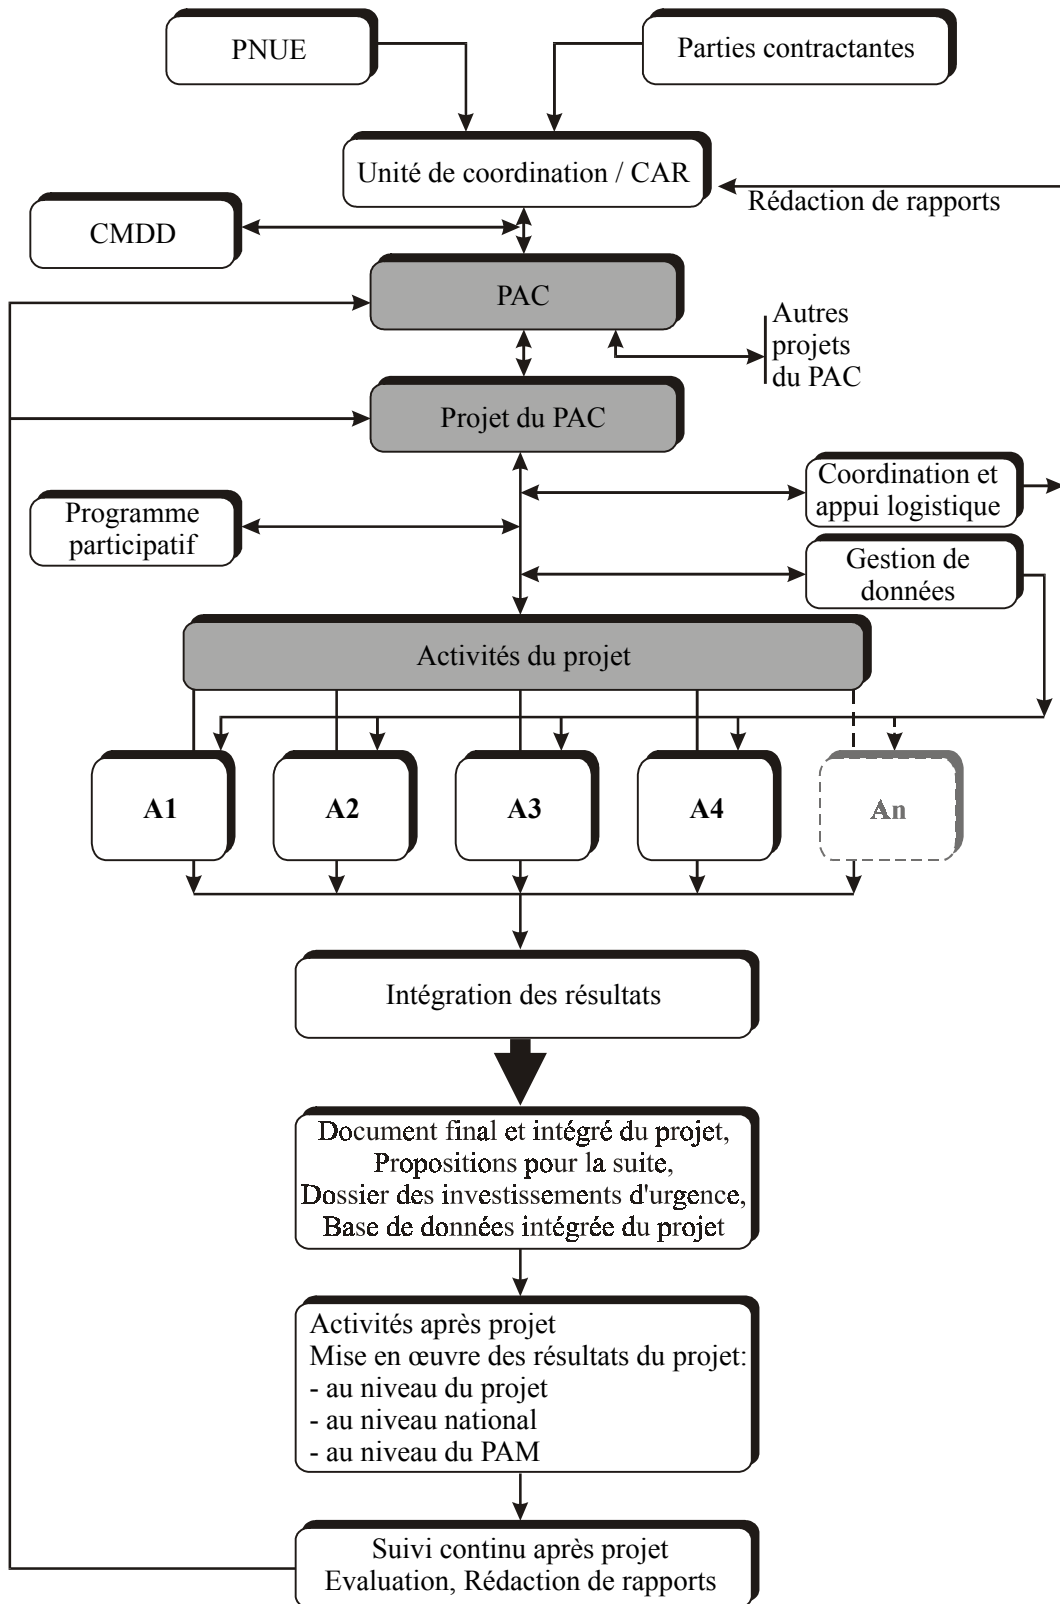 PNUE
Parties contractantes
Unité de coordination / CAR
Rédaction de rapports
CMDD
PAC
Autres
projets
du PAC
Projet du PAC
Coordination et
appui logistique
Programme
participatif
Gestion de
données
Activités du projet
A1
A2
A3
A4
An
Intégration des résultats
Document final et intégré du projet,
Propositions pour la suite,
Dossier des investissements d'urgence,
Base de données intégrée du projet
Activités après projet
Mise en œuvre des résultats du projet:
- au niveau du projet
- au niveau national
- au niveau du PAM
Suivi continu après projet
Evaluation, Rédaction de rapports